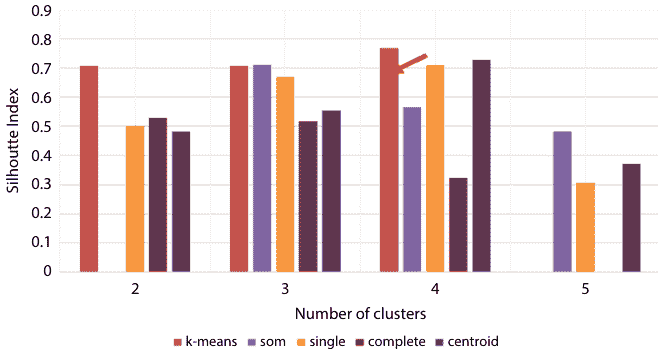 0.9
0.8
0.7
0.6
0.5
0.4
0.3
0.2
0.1
0
Silhoutte Index
2 3 4 5
Number of clusters
k-means som single complete centroid